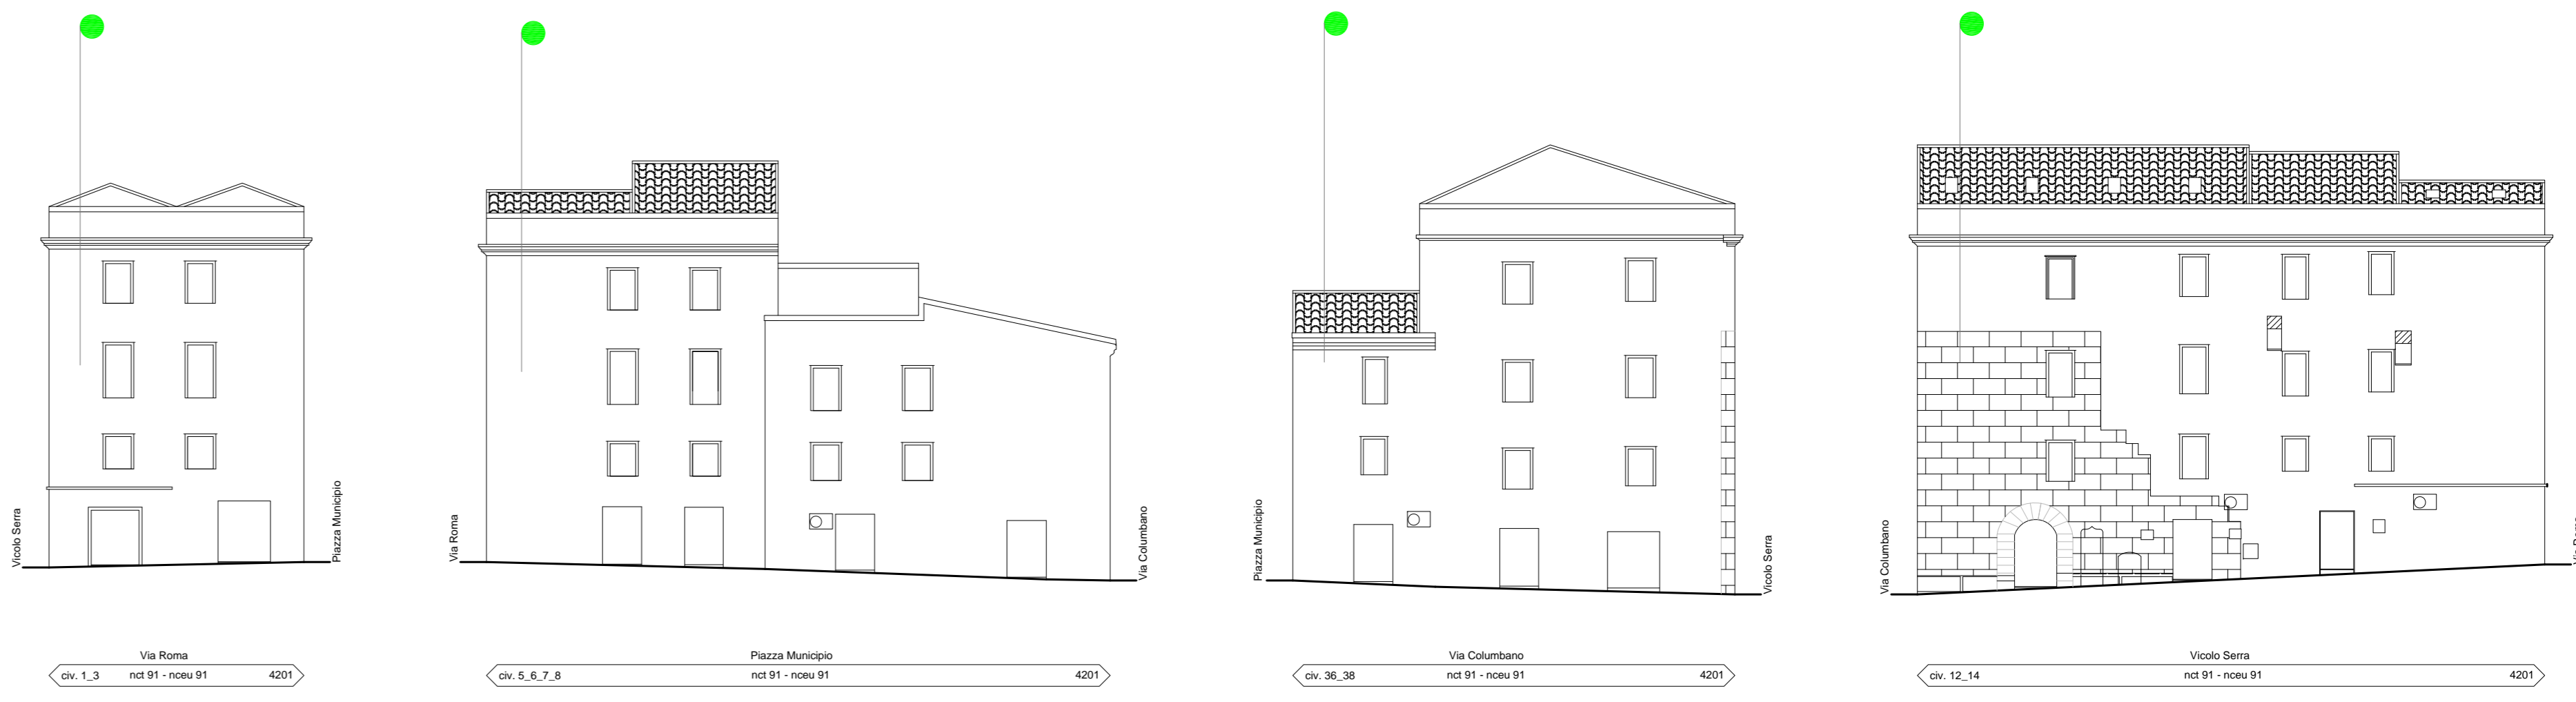 Vicolo Serra
Piazza Municipio
Via Roma
civ. 1_3 nct 91 - nceu 91 4201
Via Roma
Via Columbano
Piazza Municipio
civ. 5_6_7_8 nct 91 - nceu 91 4201
Piazza Municipio
Vicolo Serra
Via Columbano
civ. 36_38 nct 91 - nceu 91 4201
Via Columbano
Vicolo Serra
civ. 12_14 nct 91 - nceu 91 4201